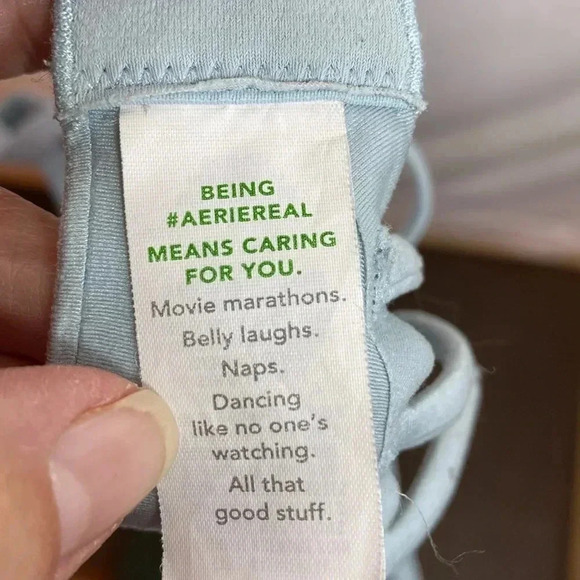 BEING
#AERIEREAL
MEANS CARING
FOR YOU.
Movie marathons.
Belly laughs.
Naps.
Dancing
like no one's
watching.
All that
good stuff.